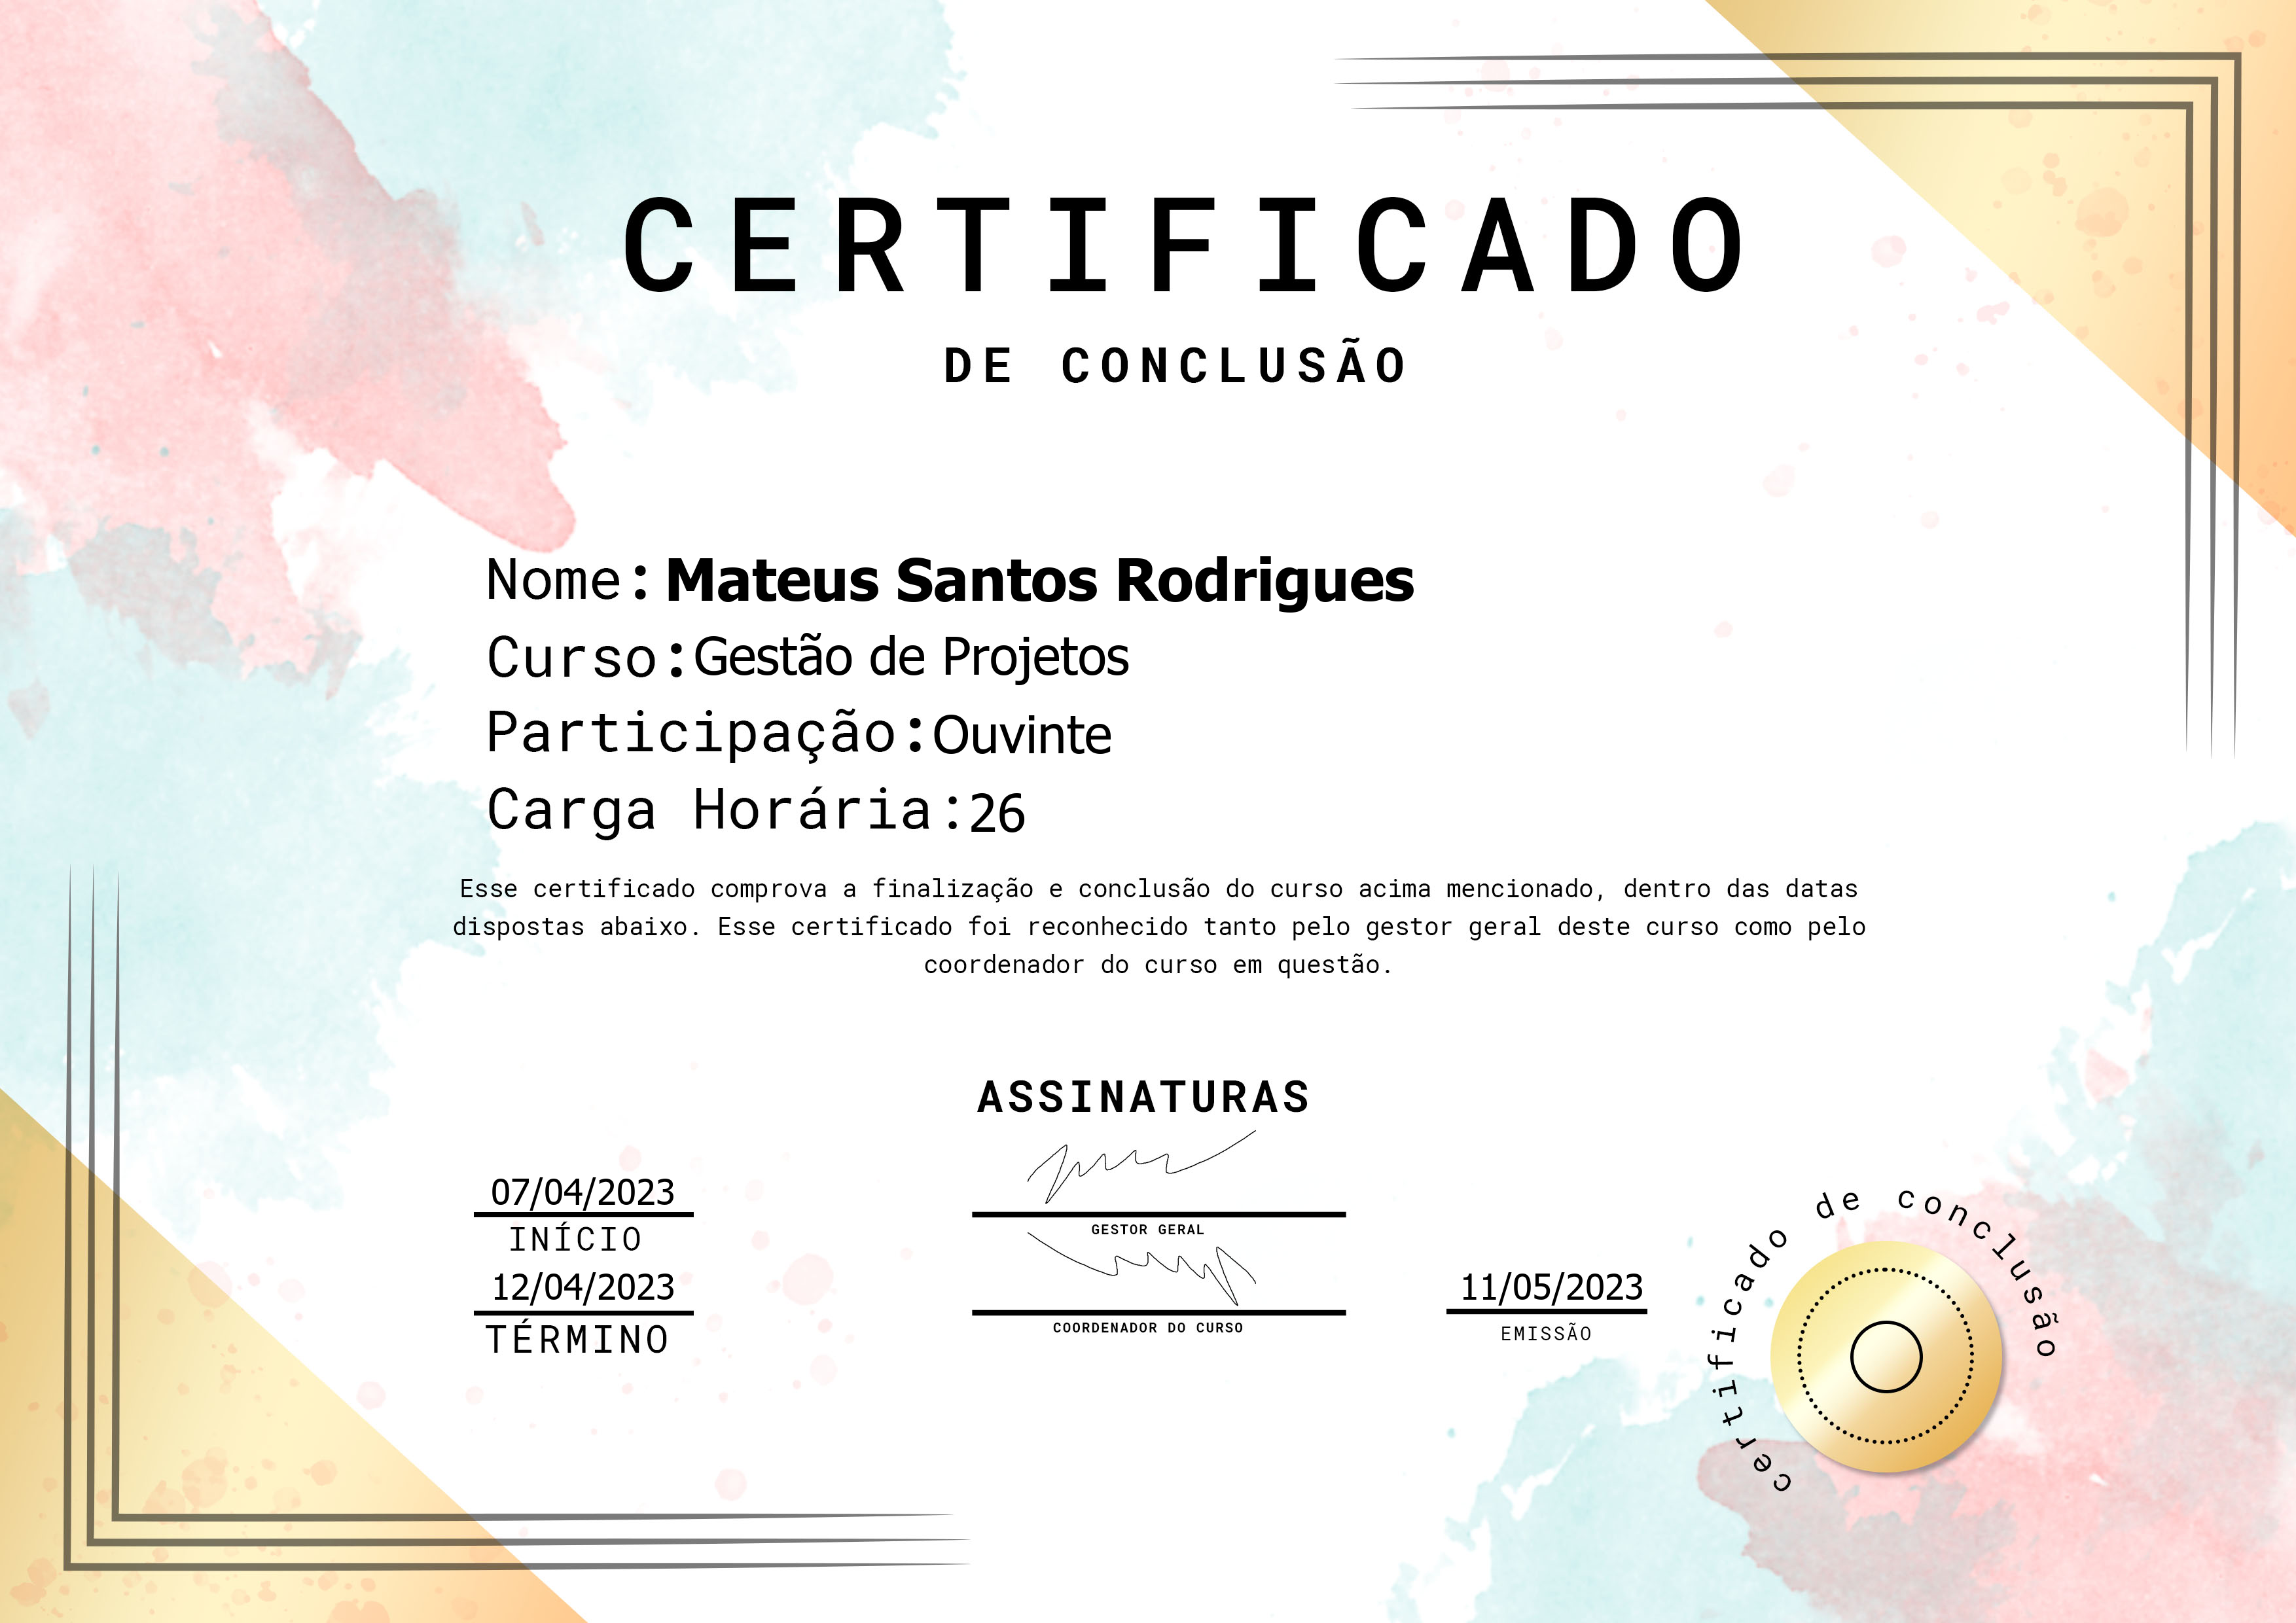 CERTIFICADO
DE CONCLUSÃO
Nome: Mateus Santos Rodrigues
Curso: Gestão de Projetos
Participação: Ouvinte
Carga Horária: 26
Esse certificado comprova a finalização e conclusão do curso acima mencionado, dentro das datas
dispostas abaixo. Esse certificado foi reconhecido tanto pelo gestor geral deste curso como pelo
coordenador do curso em questão.
ASSINATURAS
07/04/2023
INÍCIO
GESTOR GERAL
12/04/2023
TÉRMINO
COORDENADOR DO CURSO
11/05/2023
EMISSÃO
certificado de conclusão